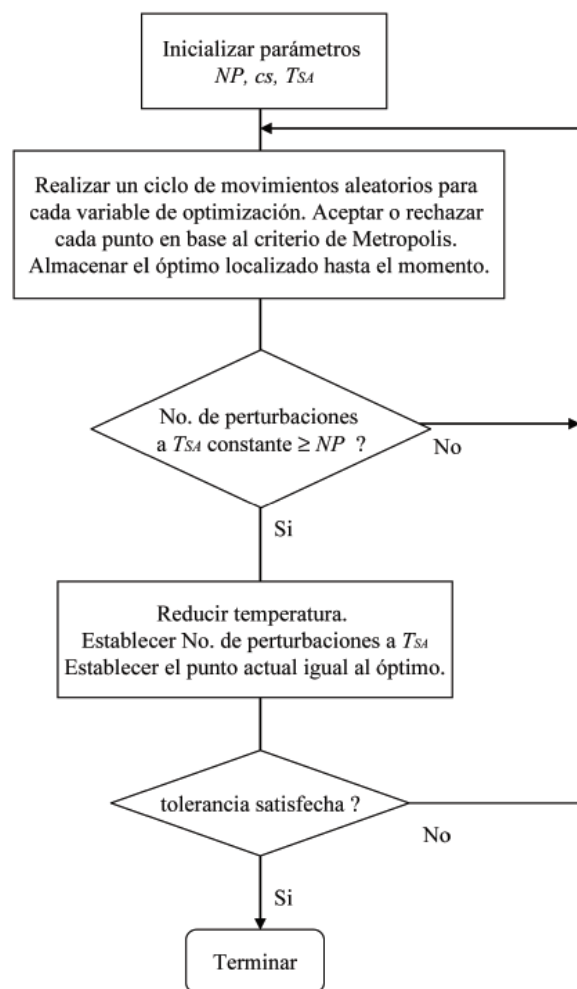 Inicializar parámetros
NP, cs, TSA
Realizar un ciclo de movimientos aleatorios para
cada variable de optimización. Aceptar o rechazar
cada punto en base al criterio de Metropolis.
Almacenar el óptimo localizado hasta el momento.
No. de perturbaciones
a TSA constante ≥ NP ?
No
Si
Reducir temperatura.
Establecer No. de perturbaciones a TSA
Establecer el punto actual igual al óptimo.
tolerancia satisfecha ?
No
Si
Terminar